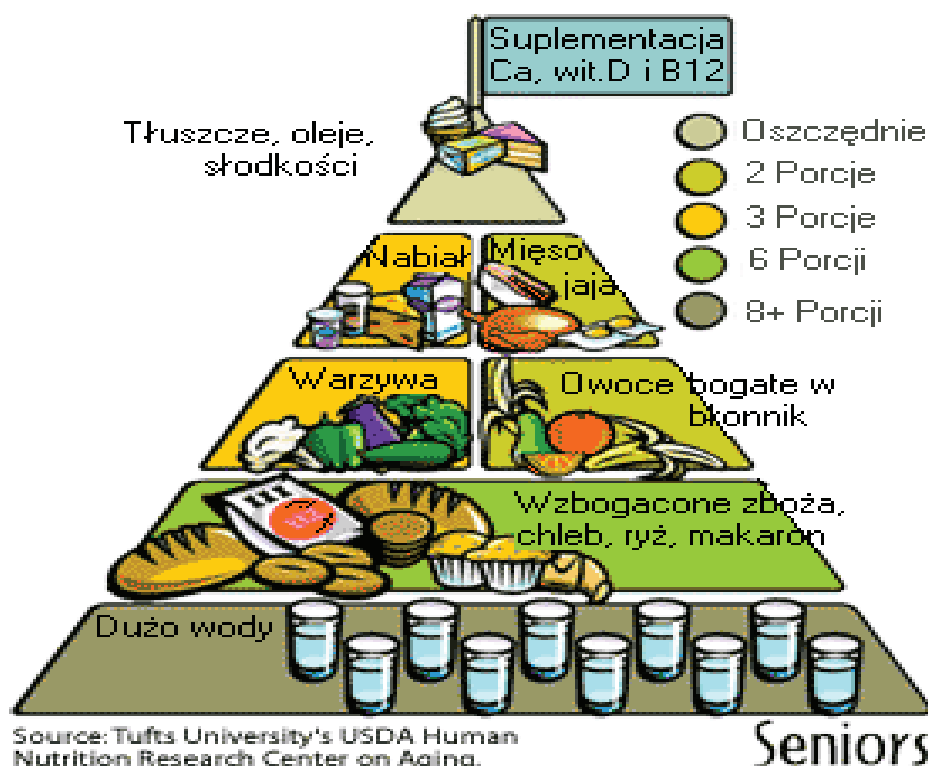 Suplementacja
Ca, wit.D i B12
Tłuszcze, oleje,
słodkości
Oszczędnie
2 Porcje
3 Porcje
6 Porcji
8+ Porcji
Nabiał
Mięso
jaja
Warzywa
Owoce bogate w
błonnik
Wzbogacone zboża,
chleb, ryż, makaron
Dużo wody
Source: Tufts University's USDA Human
Nutrition Research Center on Aging.
Seniors